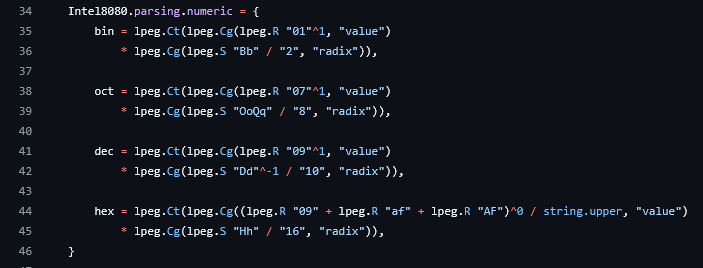 34 Intel8080.parsing.numeric = {
35     bin = lpeg.Ct(lpeg.Cg(lpeg.R "01"^1, "value")
36         * lpeg.Cg(lpeg.S "Bb" / "2", "radix")),
37
38     oct = lpeg.Ct(lpeg.Cg(lpeg.R "07"^1, "value")
39         * lpeg.Cg(lpeg.S "OoQq" / "8", "radix")),
40
41     dec = lpeg.Ct(lpeg.Cg(lpeg.R "09"^1, "value")
42         * lpeg.Cg(lpeg.S "Dd"^-1 / "10", "radix")),
43
44     hex = lpeg.Ct(lpeg.Cg((lpeg.R "09" + lpeg.R "af" + lpeg.R "AF")^0 / string.upper, "value")
45         * lpeg.Cg(lpeg.S "Hh" / "16", "radix")),
46 }